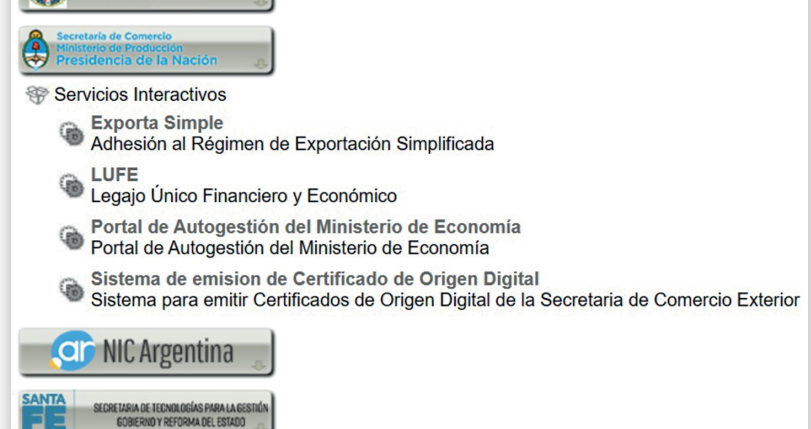 Secretaría de Comercio
Ministerio de Producción
Presidencia de la Nación
Servicios Interactivos
Exporta Simple
Adhesión al Régimen de Exportación Simplificada
LUFE
Legajo Único Financiero y Económico
Portal de Autogestión del Ministerio de Economía
Portal de Autogestión del Ministerio de Economía
Sistema de emision de Certificado de Origen Digital
Sistema para emitir Certificados de Origen Digital de la Secretaria de Comercio Exterior
.ar NIC Argentina
SANTA
FE
SECRETARIA DE TECNOLOGÍAS PARA LA GESTIÓN
GOBIERNO Y REFORMA DEL ESTADO